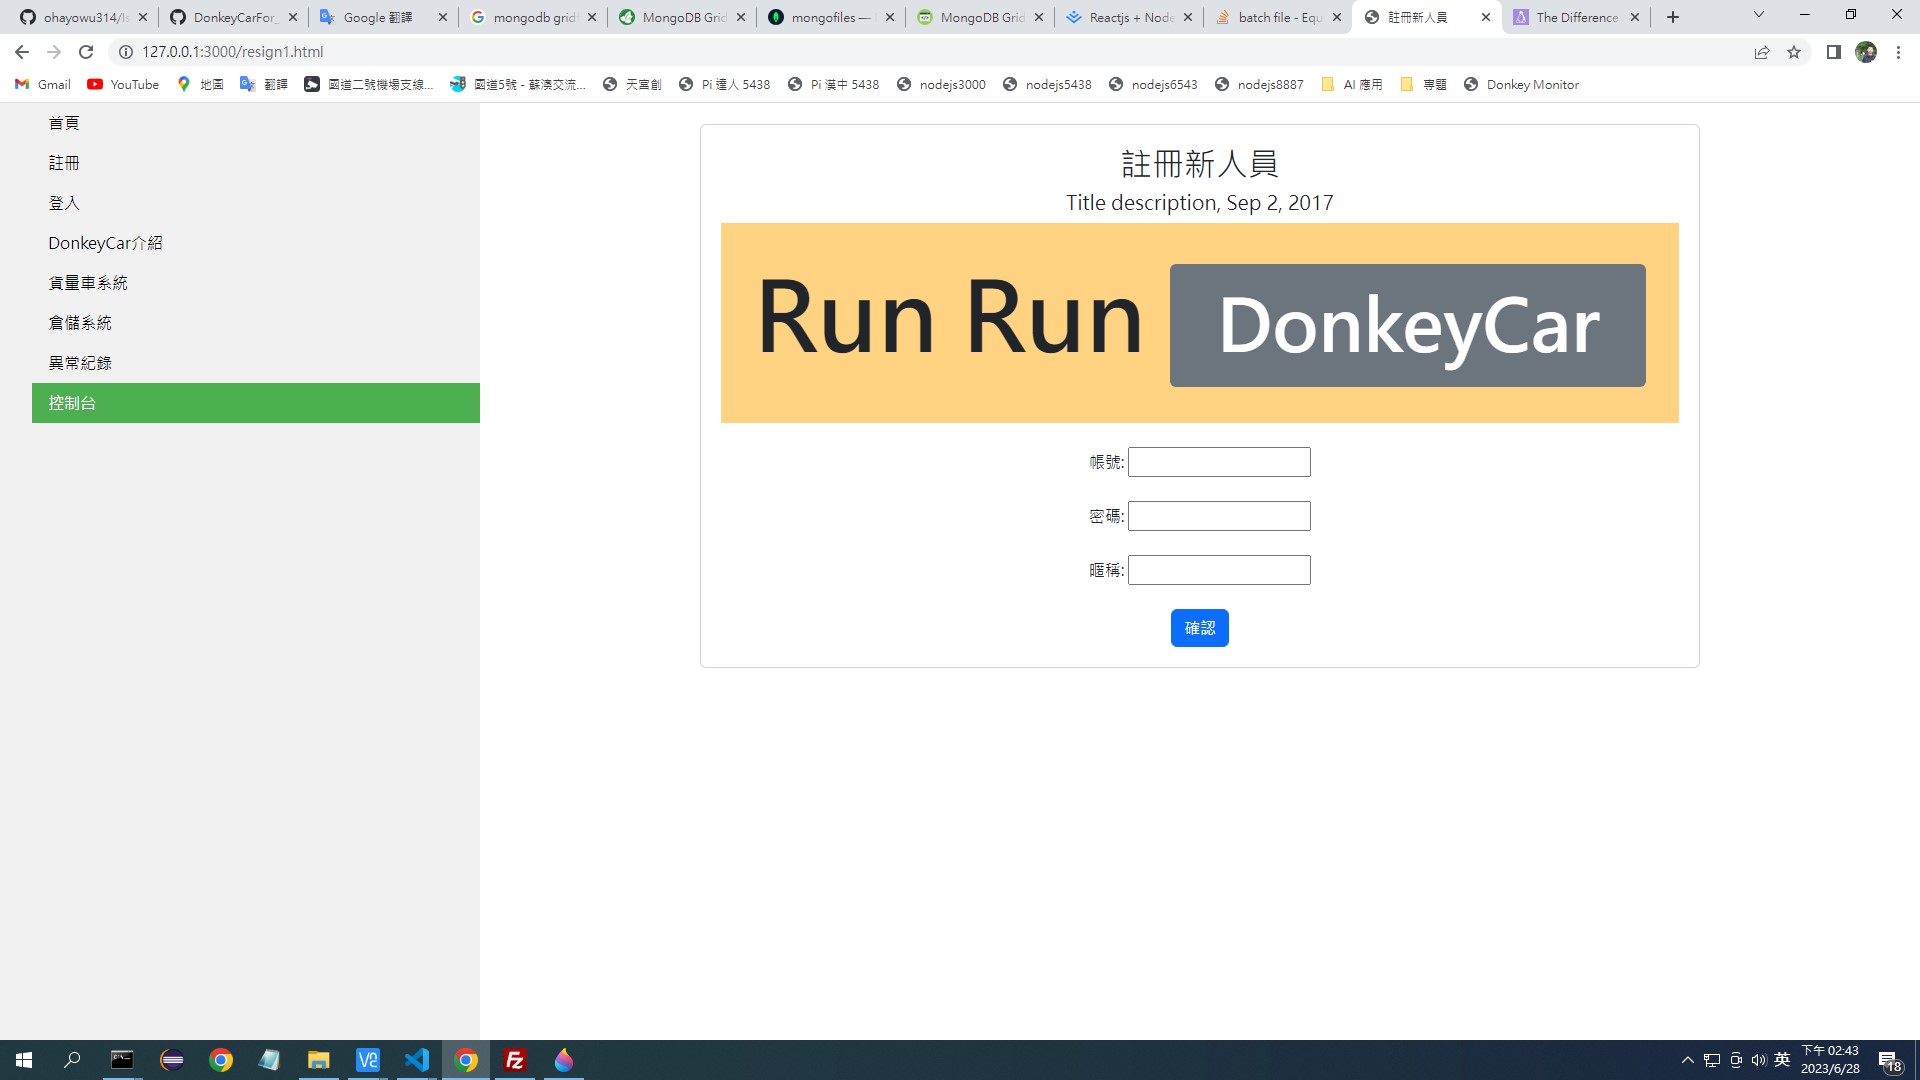 ohayowu314/Is
DonkeyCarFor_
Google 翻譯
mongodb gridf
MongoDB Grid
mongofiles —
MongoDB Grid
Reactjs + Node
batch file - Equ
註冊新人員
The Difference
127.0.0.1:3000/resign1.html
Gmail
YouTube
地圖
翻譯
國道二號機場支線...
國道5號 - 蘇澳交流...
天宮創
Pi 達人 5438
Pi 漢中 5438
nodejs3000
nodejs5438
nodejs6543
nodejs8887
AI 應用
專題
Donkey Monitor
首頁
註冊
登入
DonkeyCar介紹
貨量車系統
倉儲系統
異常紀錄
控制台
註冊新人員
Title description, Sep 2, 2017
Run Run DonkeyCar
帳號:
密碼:
暱稱:
確認
英
下午 02:43
2023/6/28
18